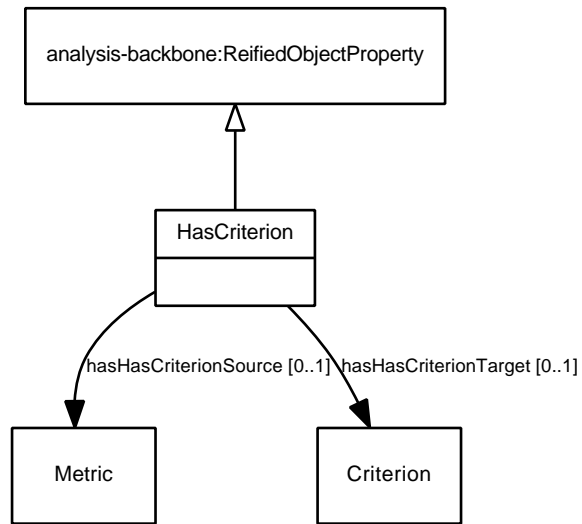 analysis-backbone:ReifiedObjectProperty
HasCriterion
hasHasCriterionSource [0..1]
hasHasCriterionTarget [0..1]
Metric
Criterion